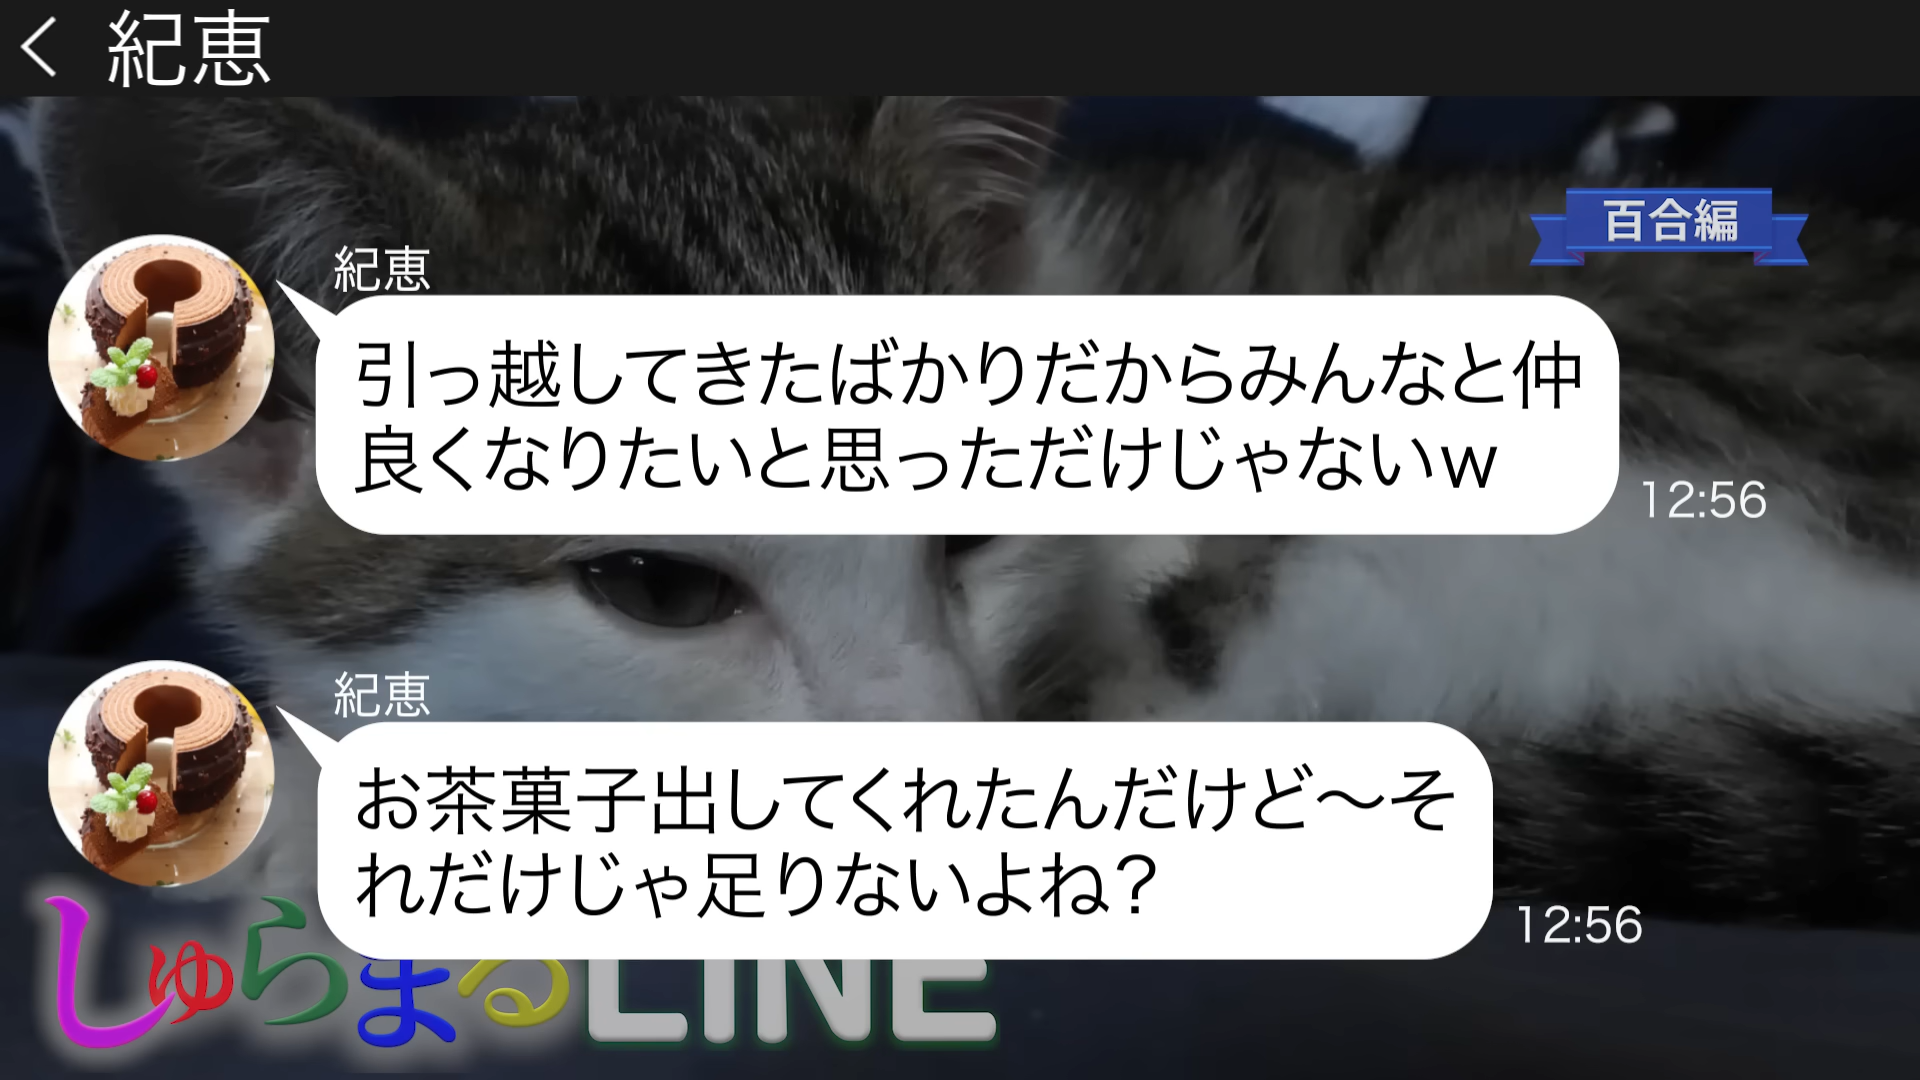 紀恵
百合編
紀恵
引っ越してきたばかりだからみんなと仲
良くなりたいと思っただけじゃないw
12:56
紀恵
お茶菓子出してくれたんだけど〜そ
れだけじゃ足りないよね?
12:56
しゅらまるLINE